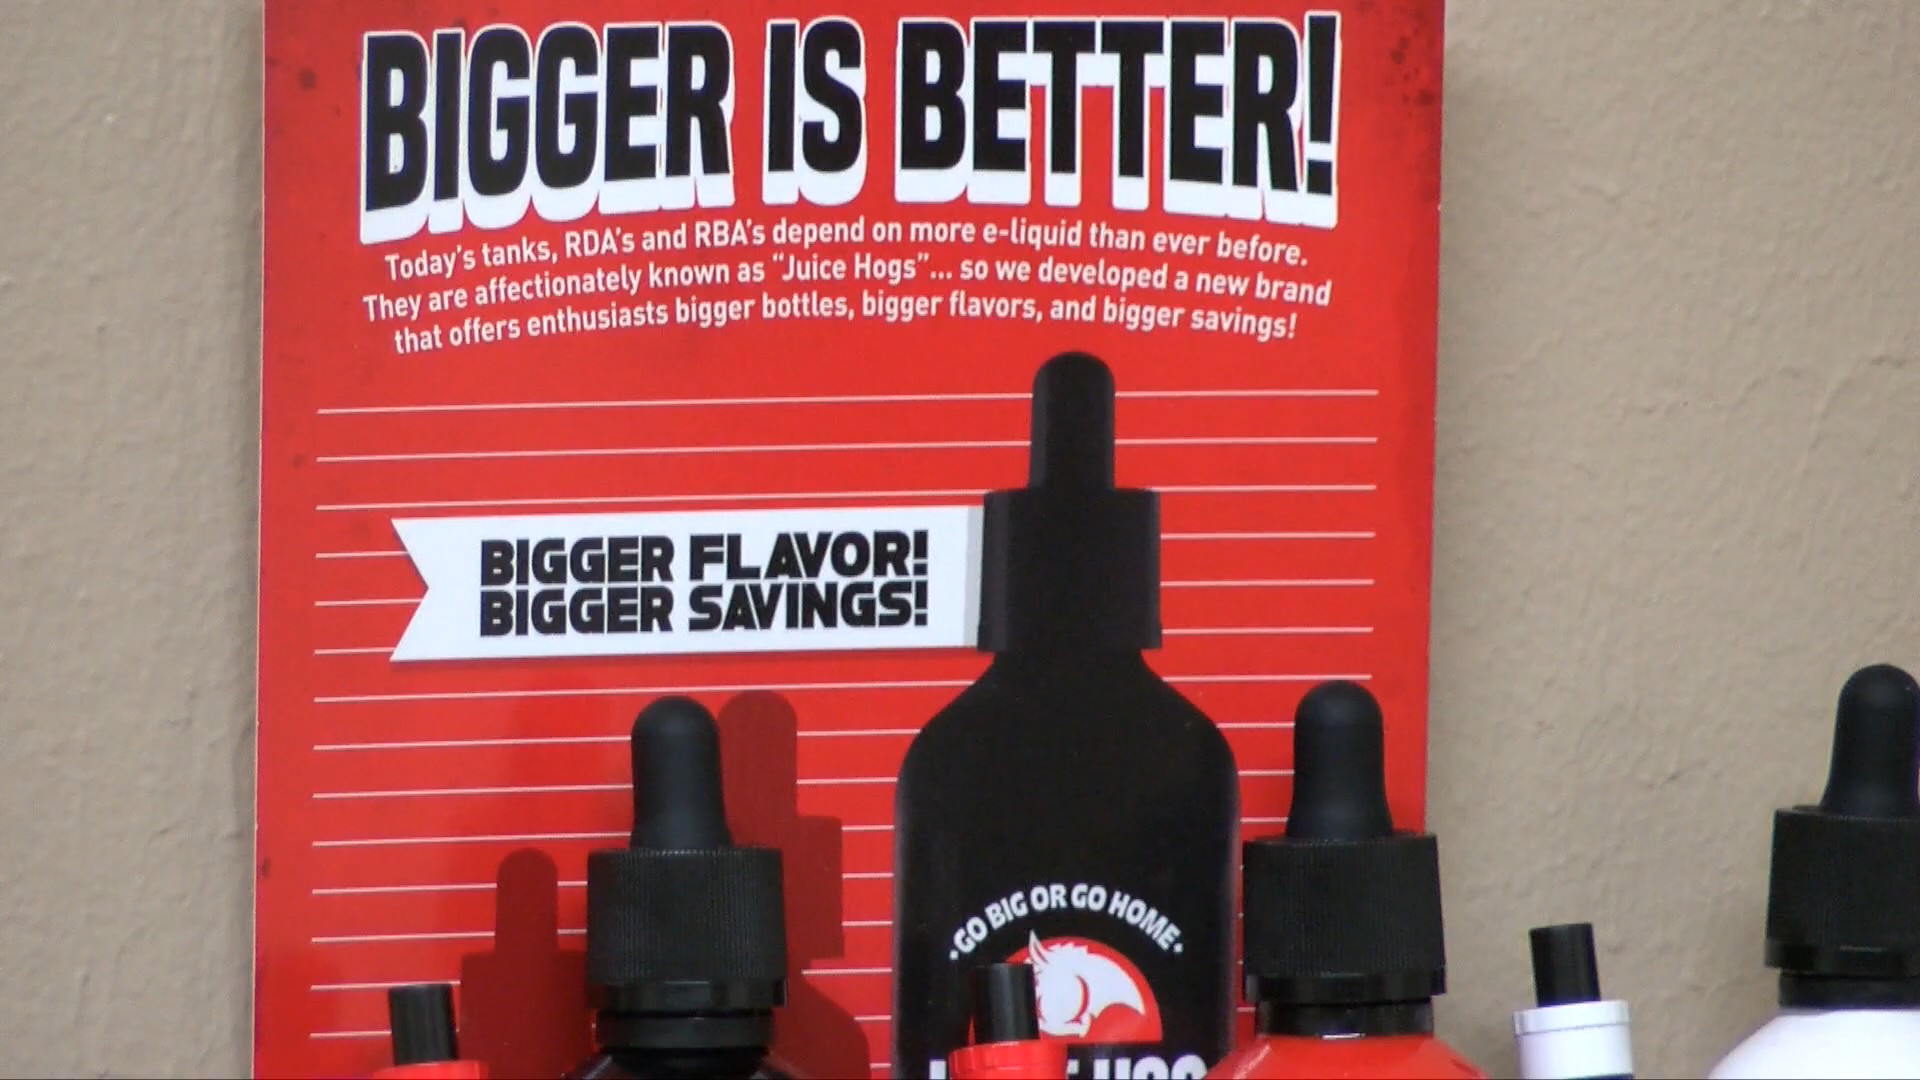 BIGGER IS BETTER!
Today's tanks, RDA's and RBA's depend on more e-liquid than ever before.
They are affectionately known as "Juice Hogs"... so we developed a new brand
that offers enthusiasts bigger bottles, bigger flavors, and bigger savings!
BIGGER FLAVOR!
BIGGER SAVINGS!
·GO BIG OR GO HOME·